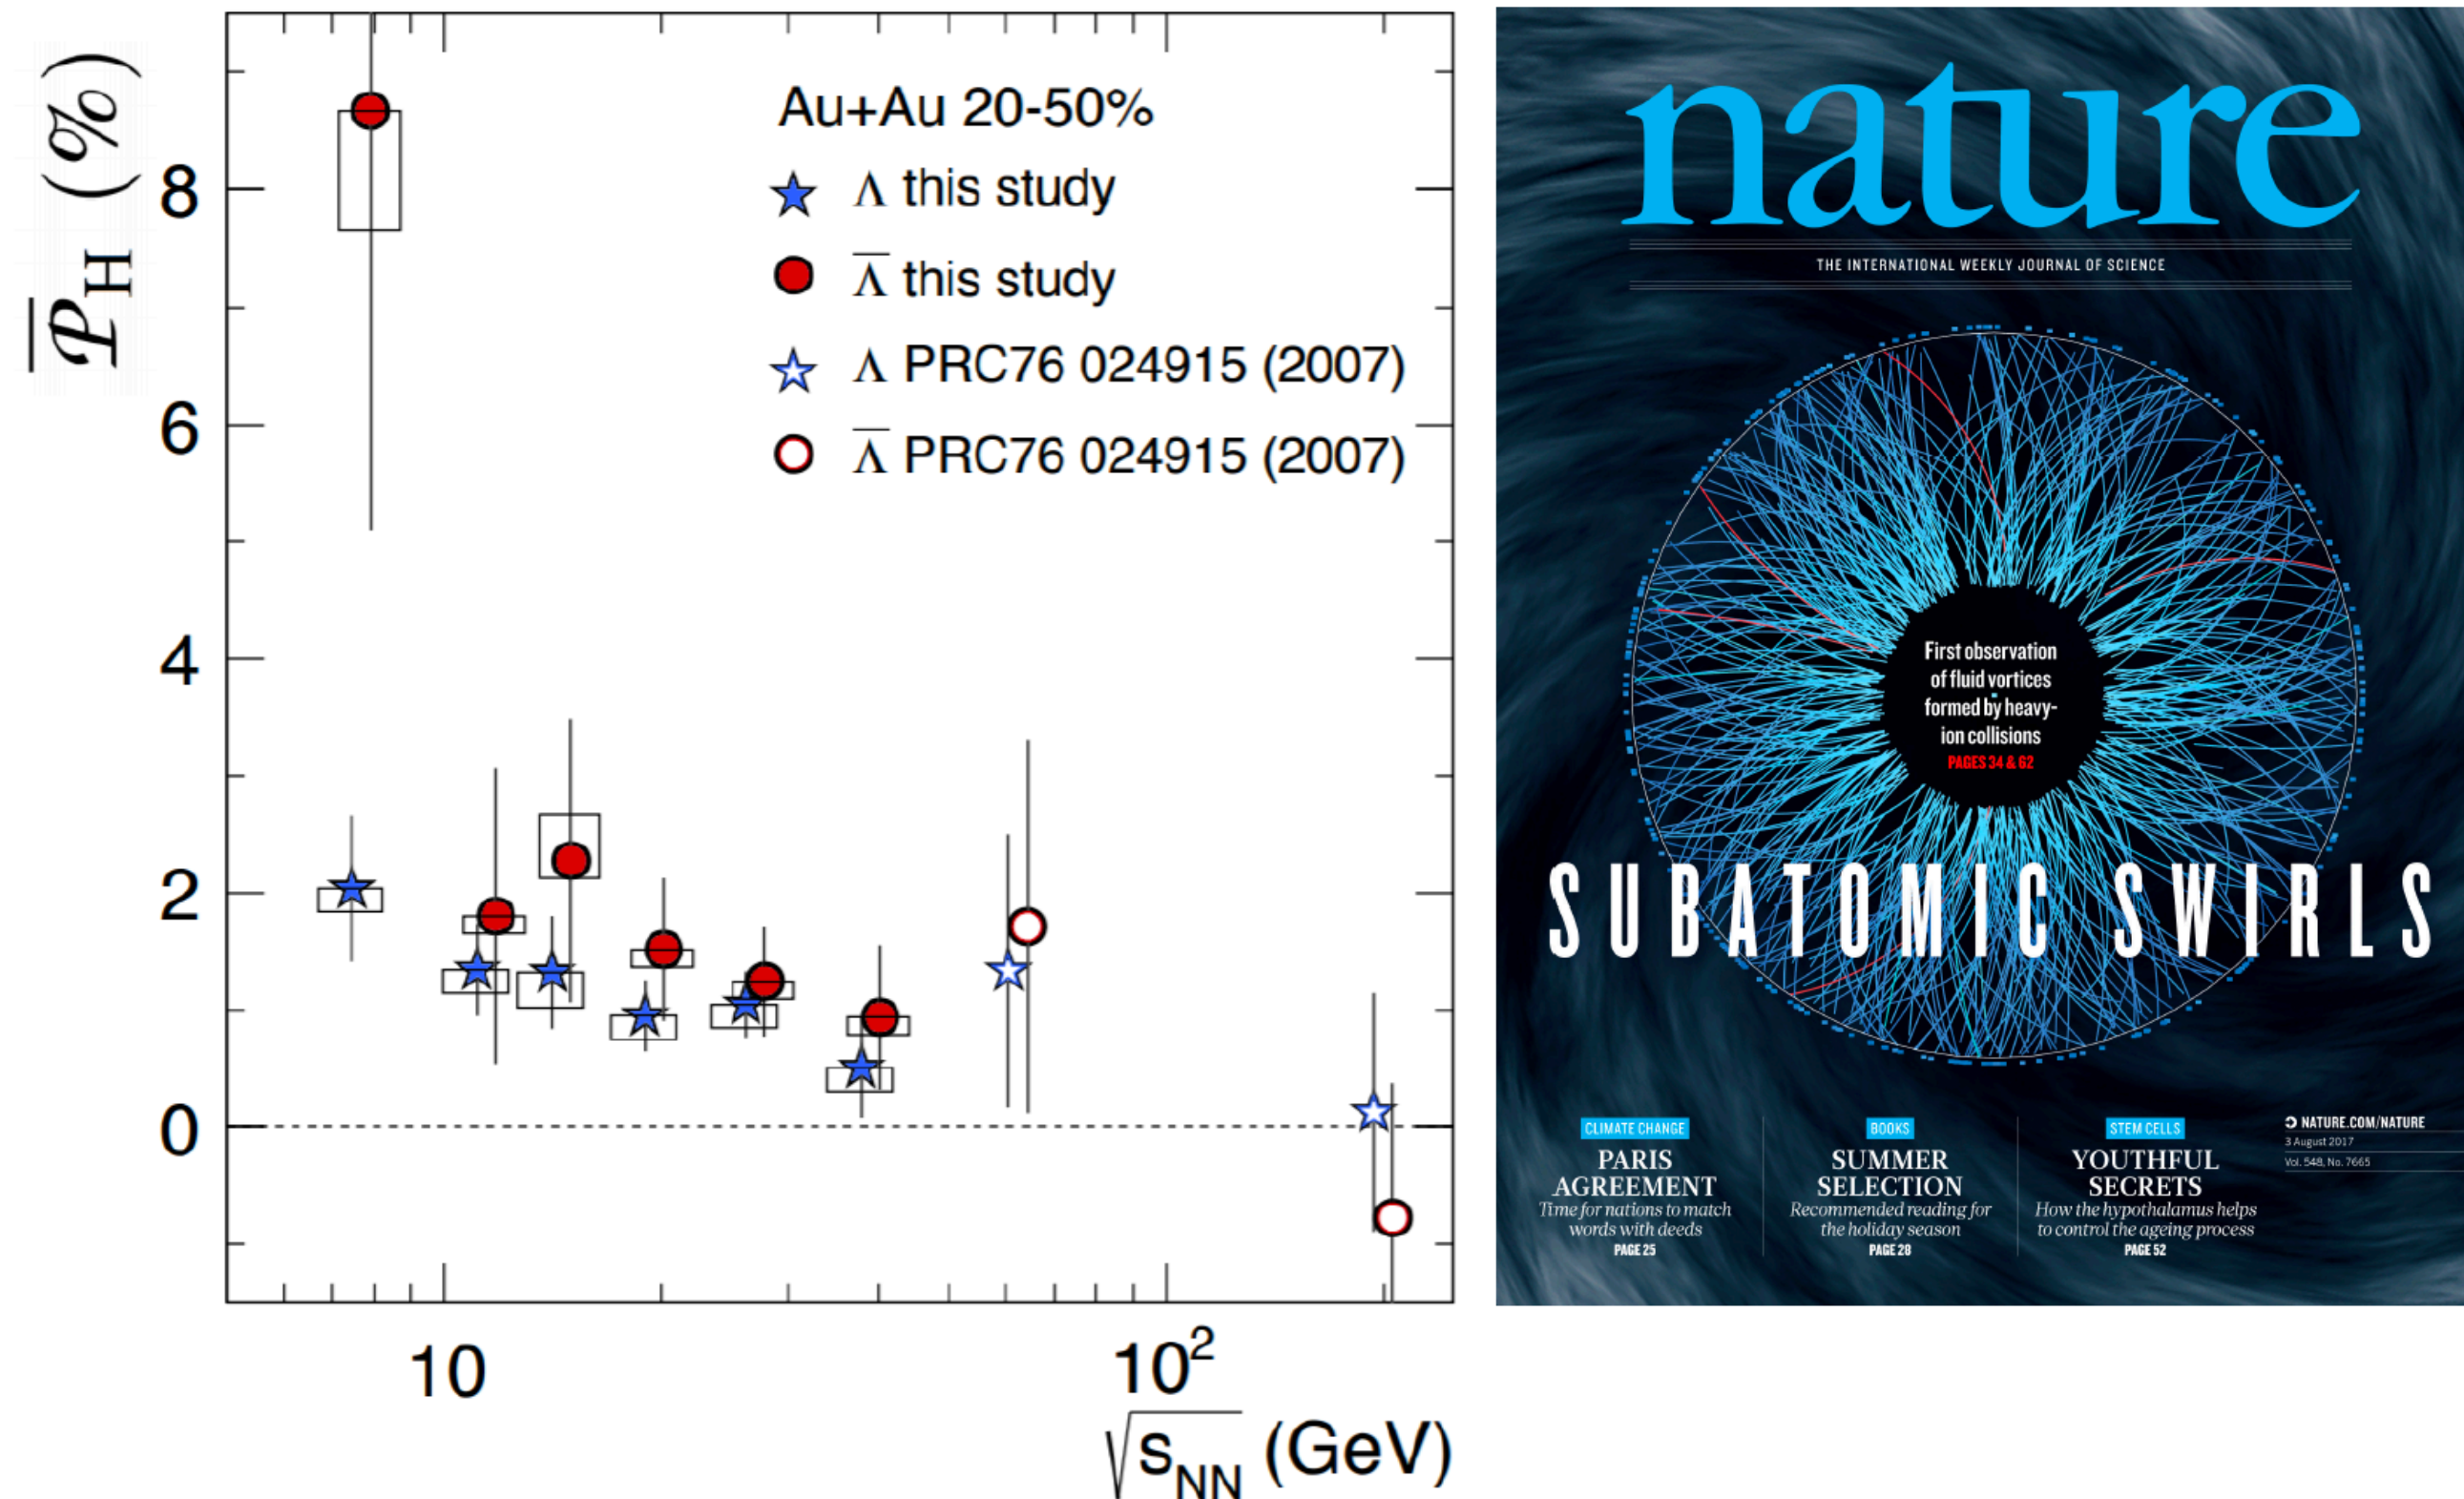 P̅_H (%)
8
6
4
2
0
Au+Au 20-50%
Λ this study
Λ̅ this study
Λ PRC76 024915 (2007)
Λ̅ PRC76 024915 (2007)
10
10²
√s_NN (GeV)
nature
THE INTERNATIONAL WEEKLY JOURNAL OF SCIENCE
First observation
of fluid vortices
formed by heavy-
ion collisions
PAGES 34 & 62
SUBATOMIC SWIRLS
CLIMATE CHANGE
PARIS
AGREEMENT
Time for nations to match
words with deeds
PAGE 25
BOOKS
SUMMER
SELECTION
Recommended reading for
the holiday season
PAGE 28
STEM CELLS
YOUTHFUL
SECRETS
How the hypothalamus helps
to control the ageing process
PAGE 52
NATURE.COM/NATURE
3 August 2017
Vol. 548, No. 7665